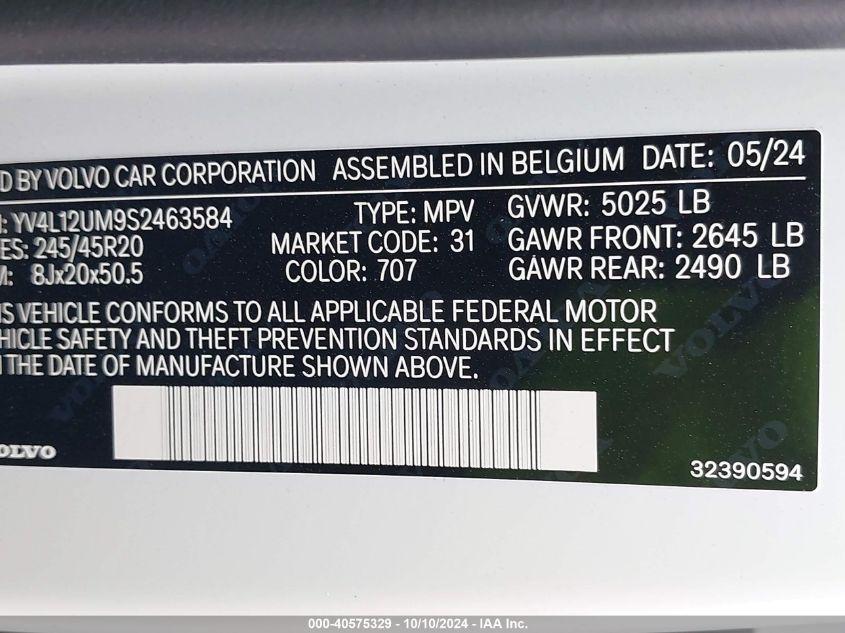 D BY VOLVO CAR CORPORATION ASSEMBLED IN BELGIUM DATE: 05/24
: YV4L12UM9S2463584 TYPE: MPV GVWR: 5025 LB
ES: 245/45R20 MARKET CODE: 31 GAWR FRONT: 2645 LB
M: 8Jx20x50.5 COLOR: 707 GAWR REAR: 2490 LB
S VEHICLE CONFORMS TO ALL APPLICABLE FEDERAL MOTOR
HICLE SAFETY AND THEFT PREVENTION STANDARDS IN EFFECT
THE DATE OF MANUFACTURE SHOWN ABOVE.
OLVO
32390594
000-40575329 - 10/10/2024 - IAA Inc.